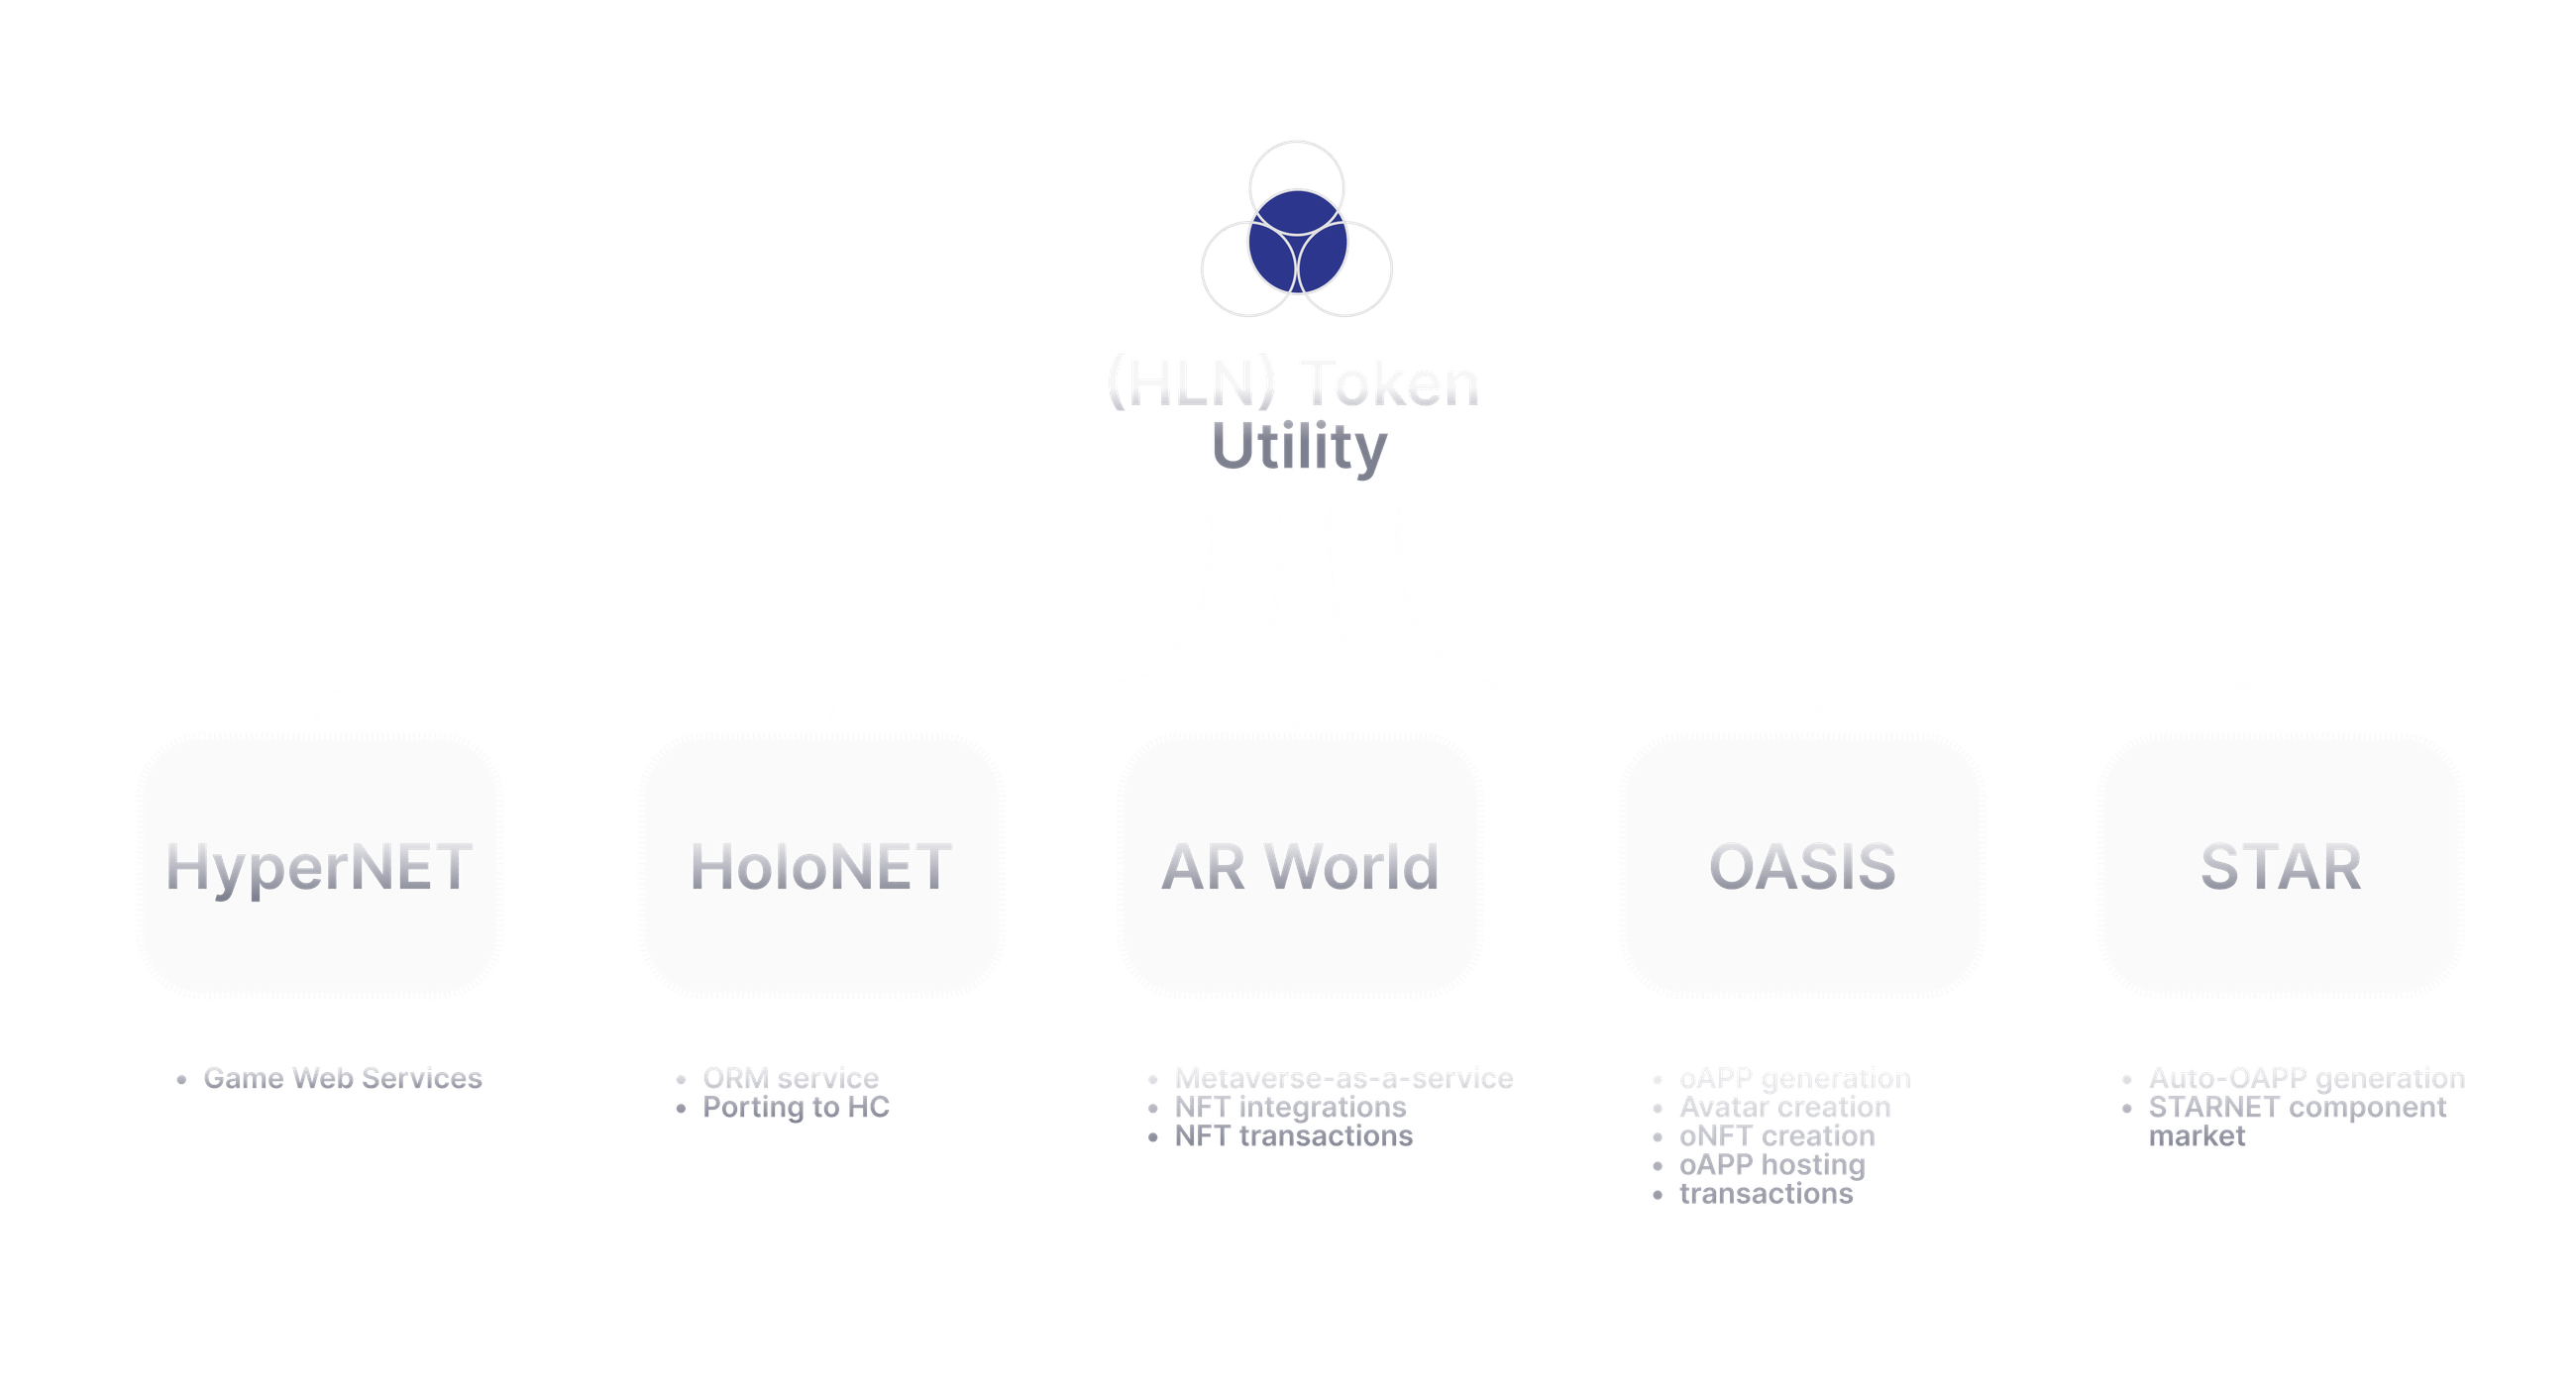 (HLN) Token
Utility
HyperNET
HoloNET
AR World
OASIS
STAR
• Game Web Services
• ORM service
• Porting to HC
• Metaverse-as-a-service
• NFT integrations
• NFT transactions
• oAPP generation
• Avatar creation
• oNFT creation
• oAPP hosting
• transactions
• Auto-OAPP generation
• STARNET component
market